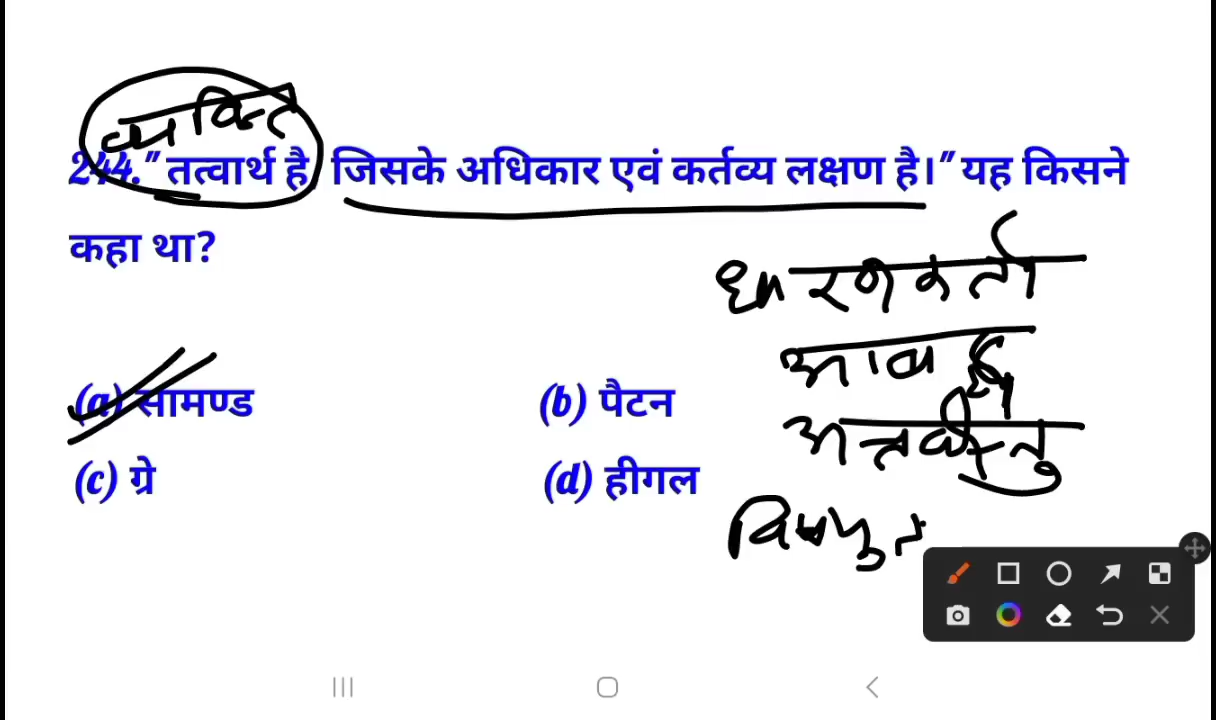 व्यक्ति
244." तत्वार्थ है, जिसके अधिकार एवं कर्तव्य लक्षण है।" यह किसने
कहा था?
धारणकर्ता
आबद्ध
अन्तर्वस्तु
(a) सामण्ड (b) पैटन
(c) ग्रे (d) हीगल